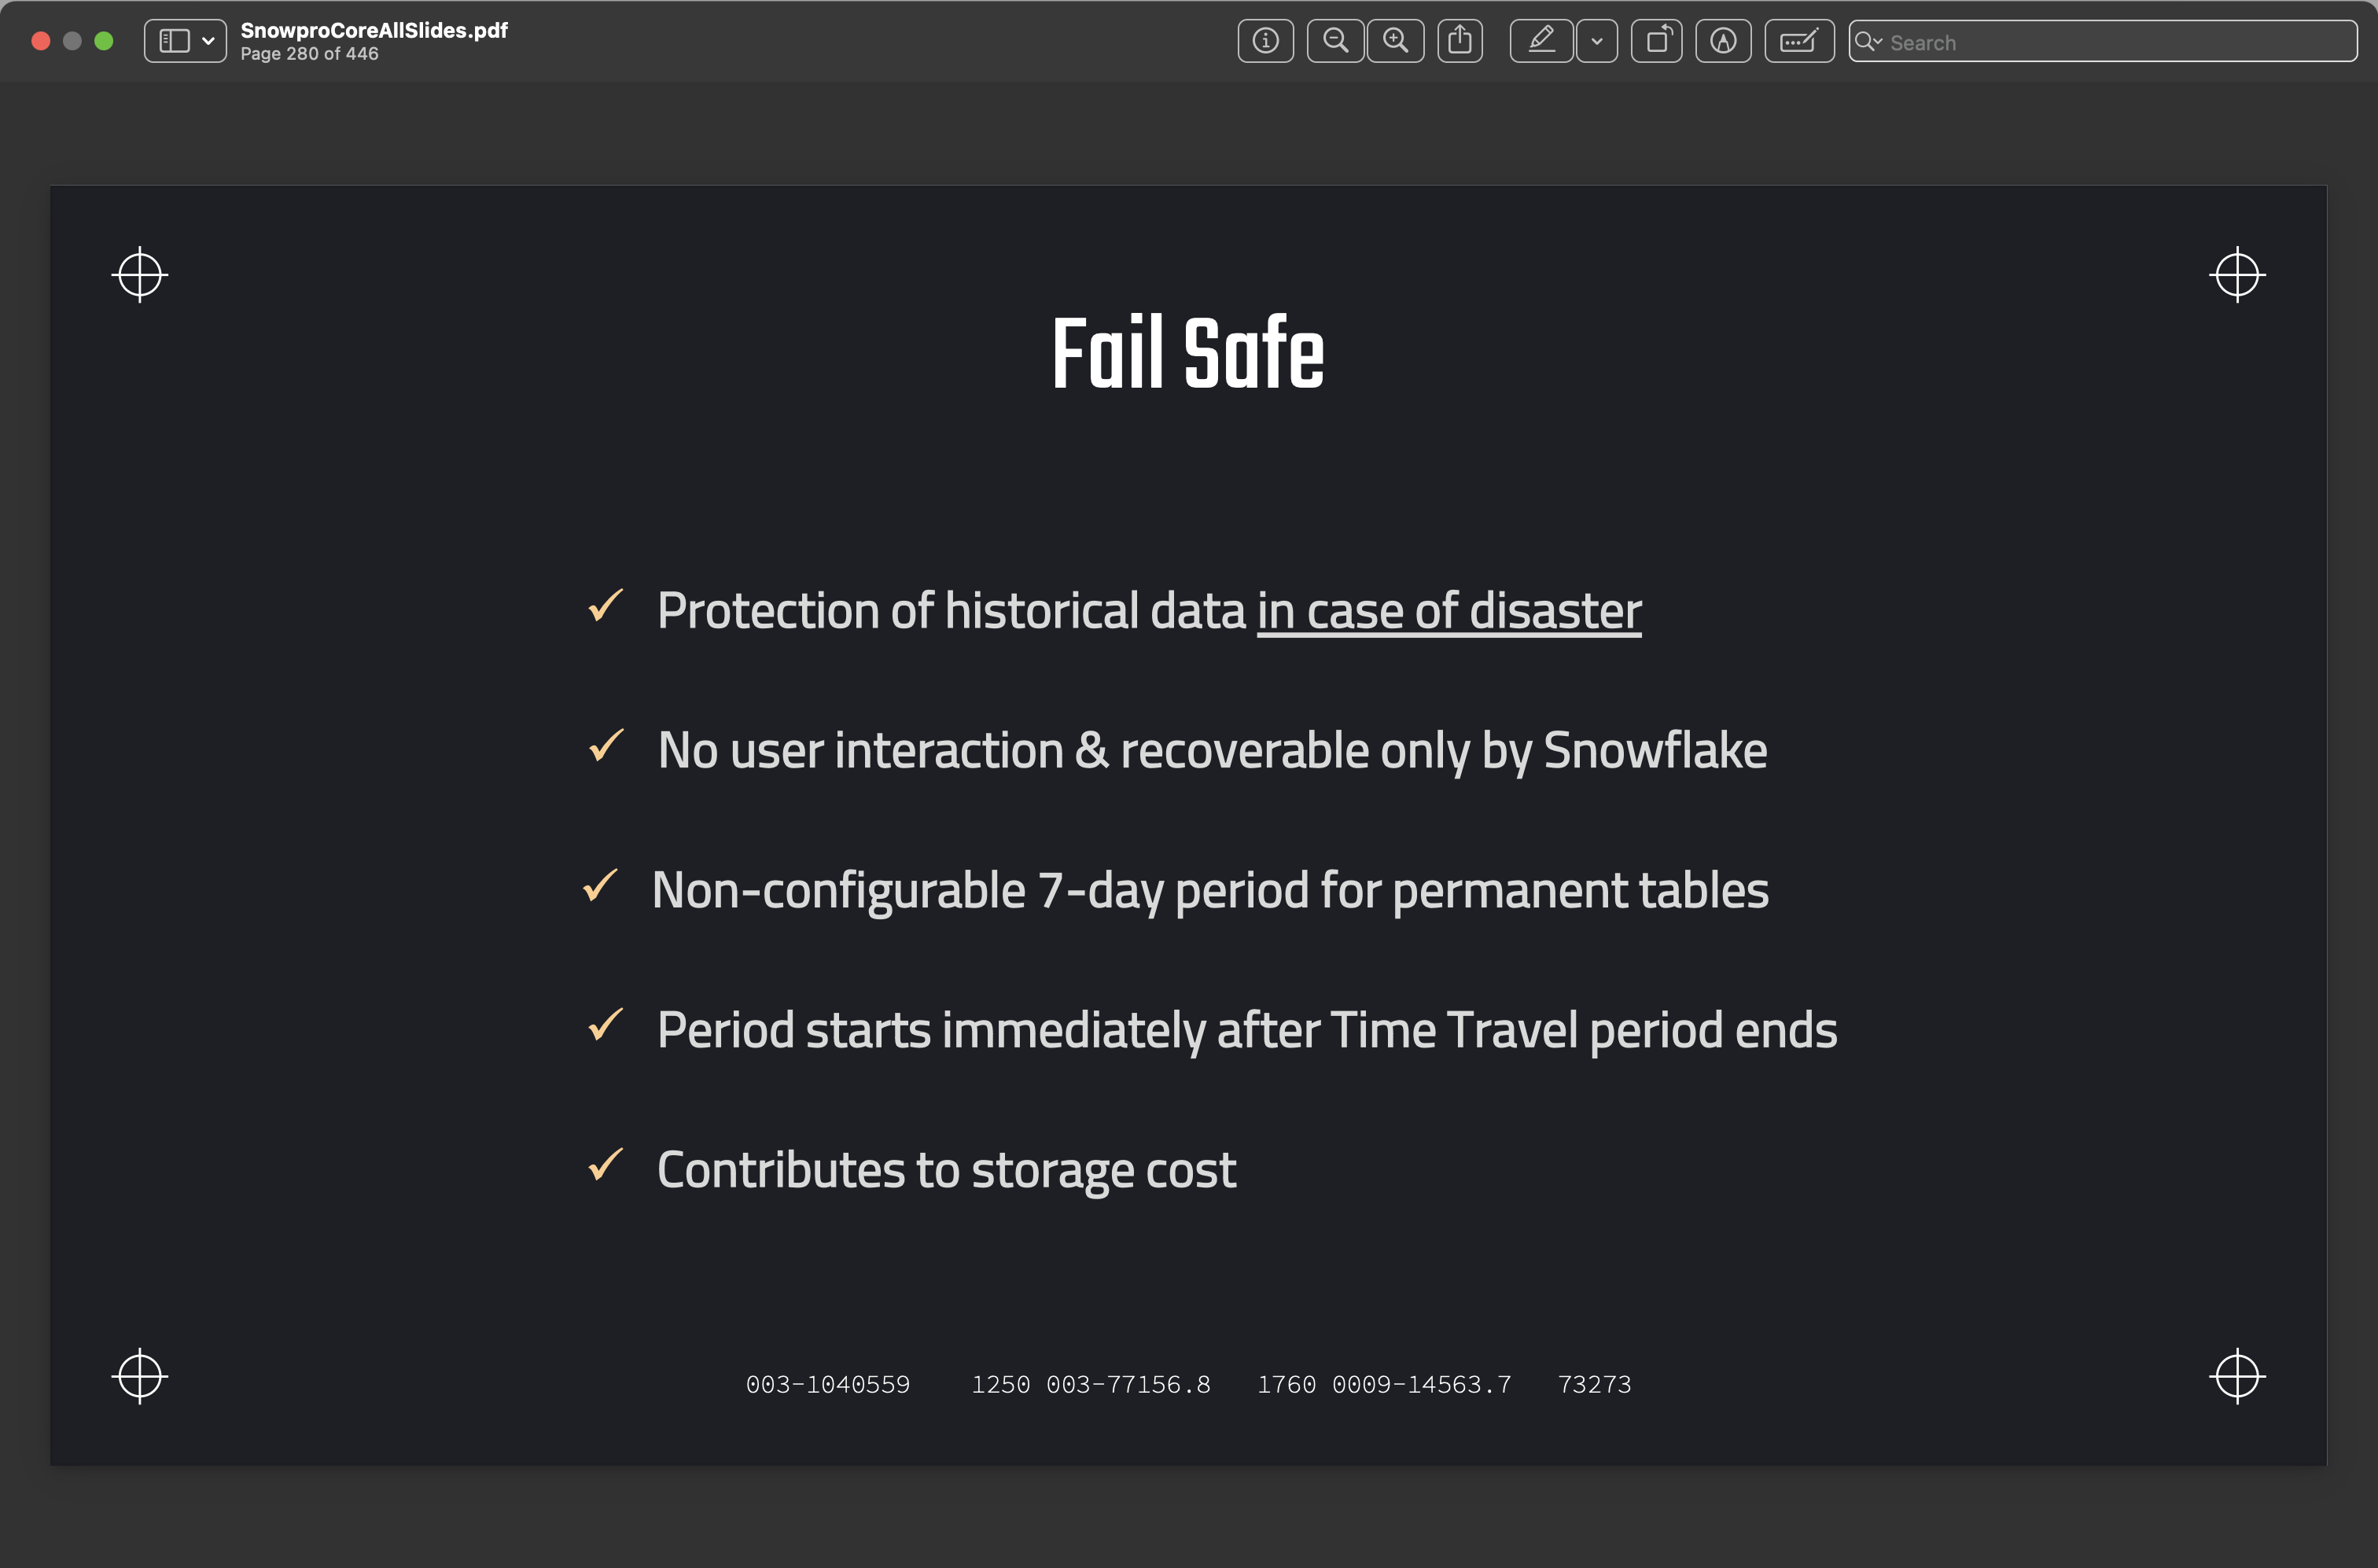 SnowproCoreAllSlides.pdf
Page 280 of 446
Search
Fail Safe
Protection of historical data in case of disaster
No user interaction & recoverable only by Snowflake
Non-configurable 7-day period for permanent tables
Period starts immediately after Time Travel period ends
Contributes to storage cost
003-1040559 1250 003-77156.8 1760 0009-14563.7 73273